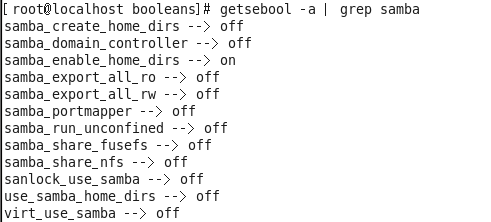 [ root@localhost booleans]# getsebool -a | grep samba
samba_create_home_dirs --> off
samba_domain_controller --> off
samba_enable_home_dirs --> on
samba_export_all_ro --> off
samba_export_all_rw --> off
samba_portmapper --> off
samba_run_unconfined --> off
samba_share_fusefs --> off
samba_share_nfs --> off
sanlock_use_samba --> off
use_samba_home_dirs --> off
virt_use_samba --> off